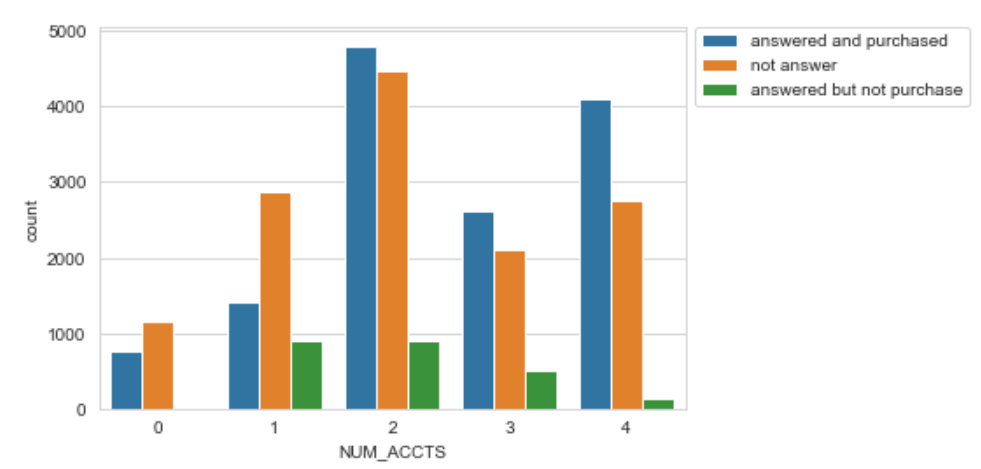 5000
answered and purchased
not answer
answered but not purchase
4000
3000
2000
1000
0
count
0 1 2 3 4
NUM_ACCTS